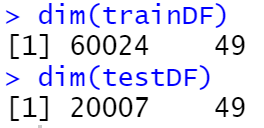 > dim(trainDF)
[1] 60024    49
> dim(testDF)
[1] 20007    49